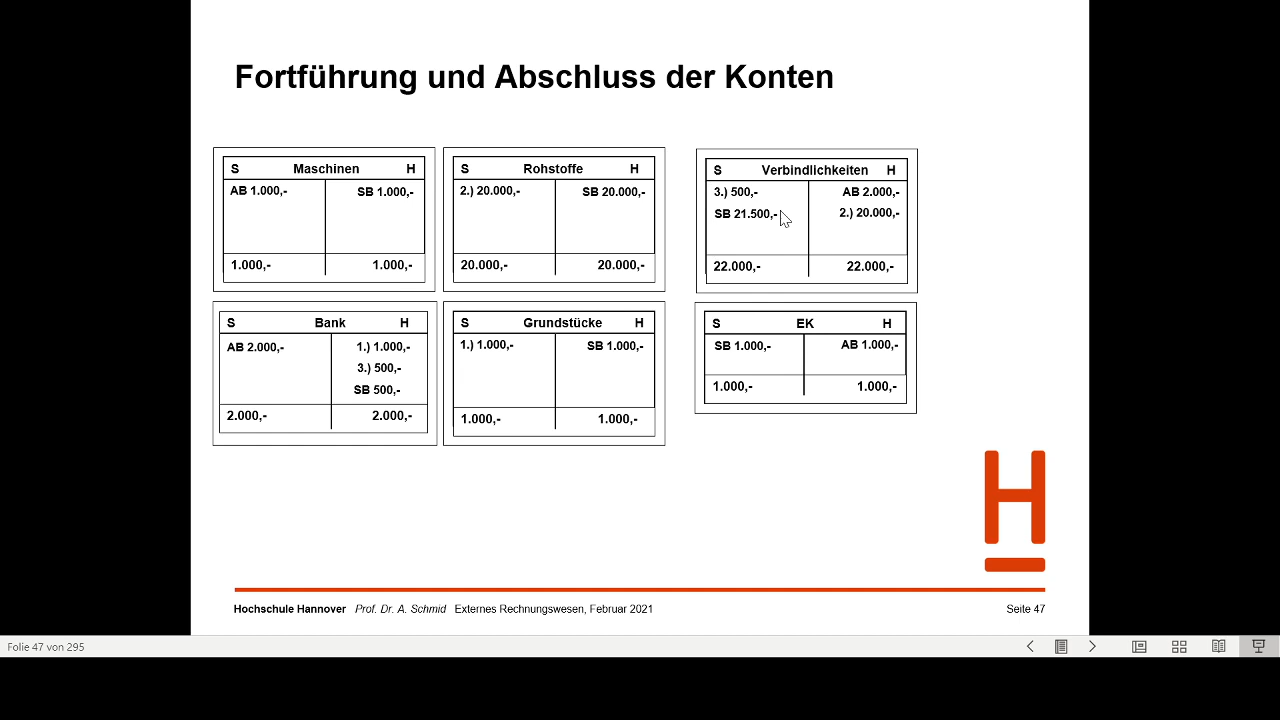 Fortführung und Abschluss der Konten
S Maschinen H
AB 1.000,- SB 1.000,-
1.000,- 1.000,-
S Rohstoffe H
2.) 20.000,- SB 20.000,-
20.000,- 20.000,-
S Verbindlichkeiten H
3.) 500,- AB 2.000,-
SB 21.500,- 2.) 20.000,-
22.000,- 22.000,-
S Bank H
AB 2.000,- 1.) 1.000,-
3.) 500,-
SB 500,-
2.000,- 2.000,-
S Grundstücke H
1.) 1.000,- SB 1.000,-
1.000,- 1.000,-
S EK H
SB 1.000,- AB 1.000,-
1.000,- 1.000,-
H
Hochschule Hannover Prof. Dr. A. Schmid Externes Rechnungswesen, Februar 2021 Seite 47
Folie 47 von 295